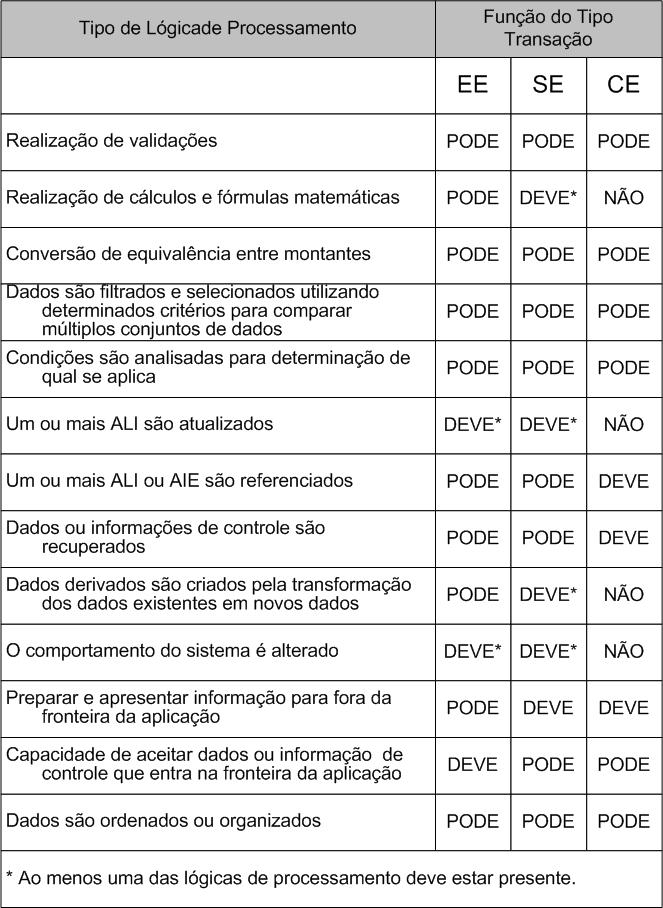 Tipo de Lógicade Processamento
Função do Tipo
Transação
EE SE CE
Realização de validações PODE PODE PODE
Realização de cálculos e fórmulas matemáticas PODE DEVE* NÃO
Conversão de equivalência entre montantes PODE PODE PODE
Dados são filtrados e selecionados utilizando
determinados critérios para comparar
múltiplos conjuntos de dados
PODE PODE PODE
Condições são analisadas para determinação de
qual se aplica
PODE PODE PODE
Um ou mais ALI são atualizados DEVE* DEVE* NÃO
Um ou mais ALI ou AIE são referenciados PODE PODE DEVE
Dados ou informações de controle são
recuperados
PODE PODE DEVE
Dados derivados são criados pela transformação
dos dados existentes em novos dados
PODE DEVE* NÃO
O comportamento do sistema é alterado DEVE* DEVE* NÃO
Preparar e apresentar informação para fora da
fronteira da aplicação
PODE DEVE DEVE
Capacidade de aceitar dados ou informação de
controle que entra na fronteira da aplicação
DEVE PODE PODE
Dados são ordenados ou organizados PODE PODE PODE
* Ao menos uma das lógicas de processamento deve estar presente.